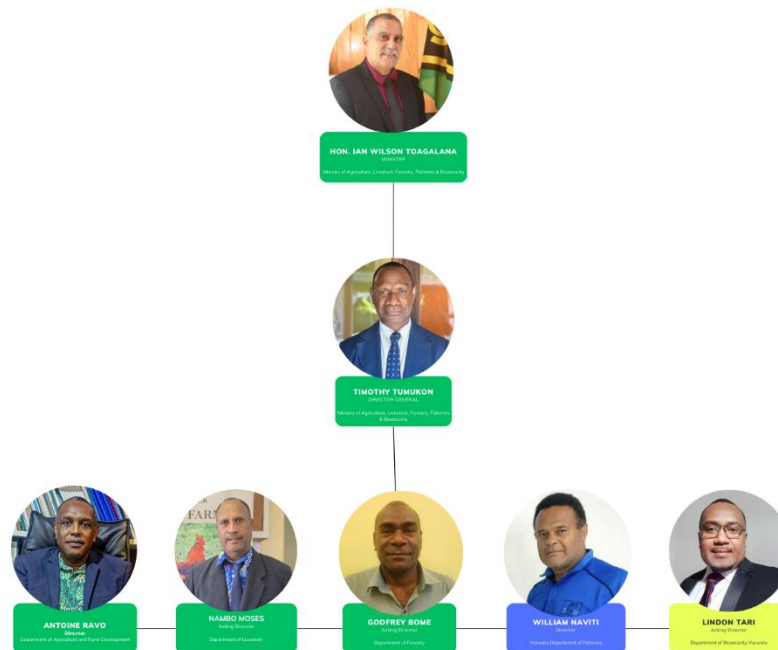 HON. IAN WILSON TOAGALANA
MINISTER
Ministry of Agriculture, Livestock, Forestry, Fisheries & Biosecurity
TIMOTHY TUMUKON
DIRECTOR GENERAL
Ministry of Agriculture, Livestock, Forestry, Fisheries
& Biosecurity
FARM
ANTOINE RAVO
Director
Department of Agriculture and Rural Development
NAMBO MOSES
Acting Director
Department of Livestock
GODFREY BOME
Acting Director
Department of Forestry
WILLIAM NAVITI
Director
Vanuatu Department of Fisheries
LINDON TARI
Acting Director
Department of Biosecurity Vanuatu